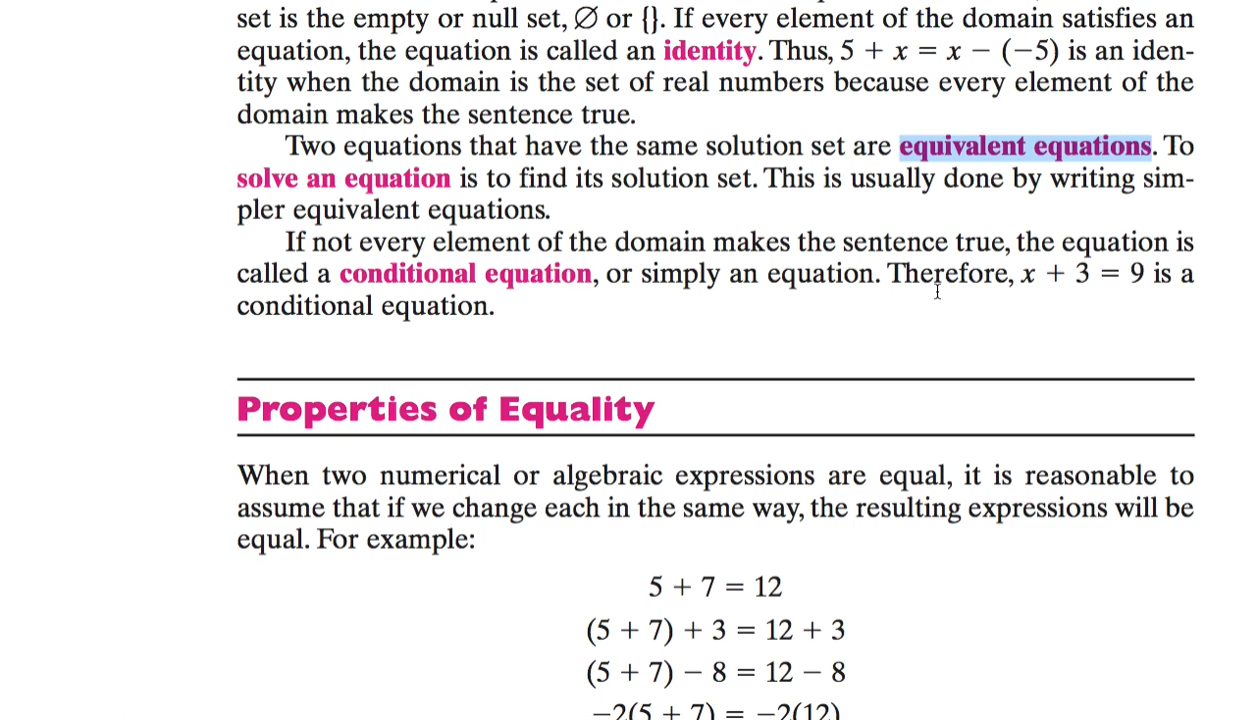 set is the empty or null set, ∅ or {}. If every element of the domain satisfies an
equation, the equation is called an identity. Thus, 5 + x = x − (−5) is an iden-
tity when the domain is the set of real numbers because every element of the
domain makes the sentence true.
Two equations that have the same solution set are equivalent equations. To
solve an equation is to find its solution set. This is usually done by writing sim-
pler equivalent equations.
If not every element of the domain makes the sentence true, the equation is
called a conditional equation, or simply an equation. Therefore, x + 3 = 9 is a
conditional equation.
Properties of Equality
When two numerical or algebraic expressions are equal, it is reasonable to
assume that if we change each in the same way, the resulting expressions will be
equal. For example:
5 + 7 = 12
(5 + 7) + 3 = 12 + 3
(5 + 7) − 8 = 12 − 8
−2(5 + 7) = −2(12)